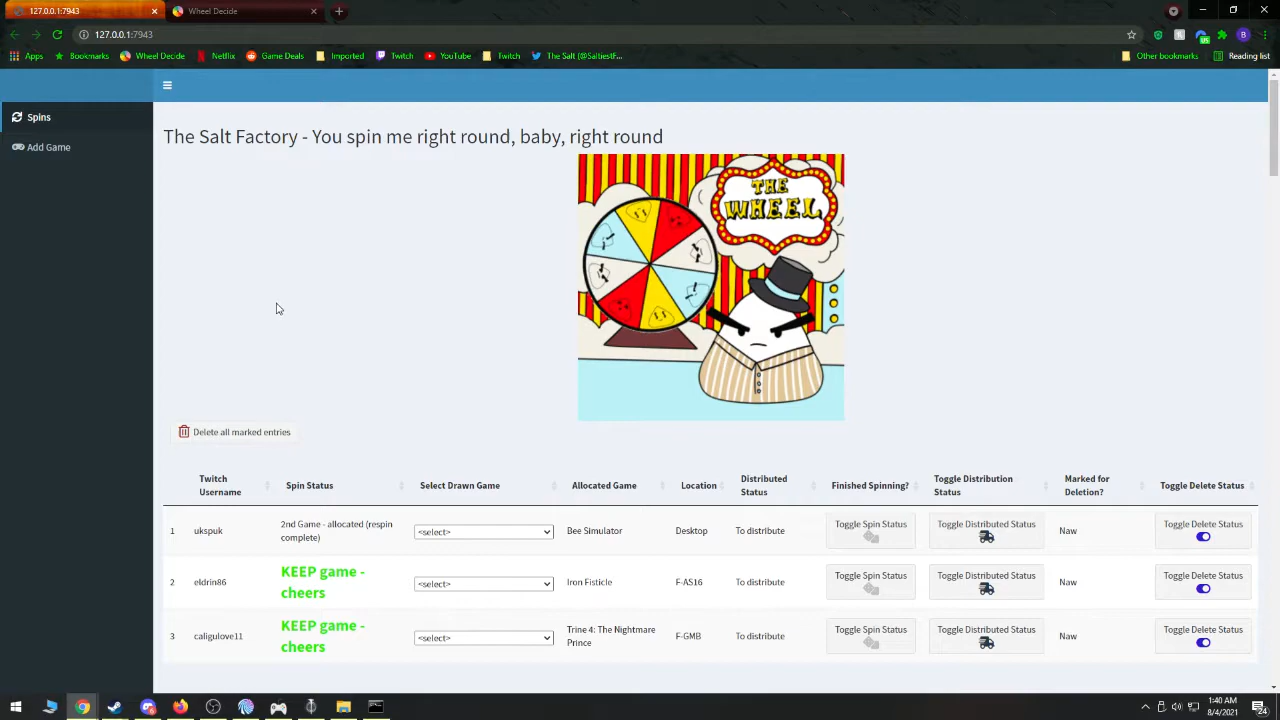 127.0.0.1:7943
Wheel Decide
127.0.0.1:7943
Apps
Bookmarks
Wheel Decide
Netflix
Game Deals
Imported
Twitch
YouTube
Twitch
The Salt (@SaltiestF...
Other bookmarks
Reading list
Spins
Add Game
The Salt Factory - You spin me right round, baby, right round
THE
WHEEL
Delete all marked entries
Twitch Username
Spin Status
Select Drawn Game
Allocated Game
Location
Distributed Status
Finished Spinning?
Toggle Distribution Status
Marked for Deletion?
Toggle Delete Status
1
ukspuk
2nd Game - allocated (respin complete)
<select>
Bee Simulator
Desktop
To distribute
Toggle Spin Status
Toggle Distributed Status
Naw
Toggle Delete Status
2
eldrin86
KEEP game - cheers
<select>
Iron Fisticle
F-AS16
To distribute
Toggle Spin Status
Toggle Distributed Status
Naw
Toggle Delete Status
3
caligulove11
KEEP game - cheers
<select>
Trine 4: The Nightmare Prince
F-GMB
To distribute
Toggle Spin Status
Toggle Distributed Status
Naw
Toggle Delete Status
1:40 AM
8/4/2021
24